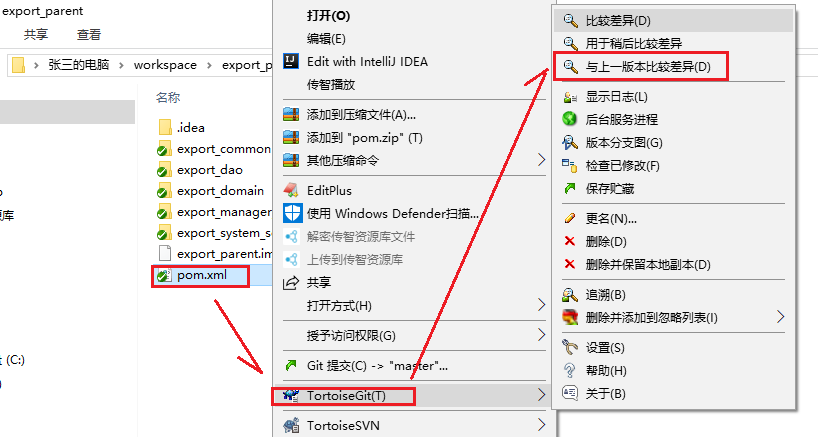 export_parent
共享
查看
张三的电脑
workspace
export_p
名称
.idea
export_common
export_dao
export_domain
export_manager
export_system_se
export_parent.im
pom.xml
库
t (C:)
打开(O)
编辑(E)
Edit with IntelliJ IDEA
传智播放
添加到压缩文件(A)...
添加到 "pom.zip" (T)
其他压缩命令
EditPlus
使用 Windows Defender扫描...
解密传智资源库文件
上传到传智资源库
共享
打开方式(H)
授予访问权限(G)
Git 提交(C) -> "master"...
TortoiseGit(T)
TortoiseSVN
比较差异(D)
用于稍后比较差异
与上一版本比较差异(D)
显示日志(L)
后台服务进程
版本分支图(G)
检查已修改(F)
保存贮藏
更名(N)...
删除(D)
删除并保留本地副本(D)
追溯(B)
删除并添加到忽略列表(I)
设置(S)
帮助(H)
关于(B)